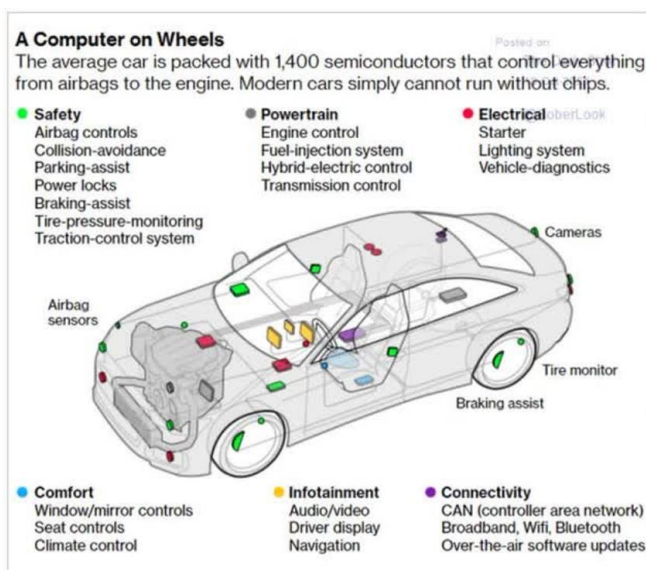 A Computer on Wheels
Posted on
The average car is packed with 1,400 semiconductors that control everything
from airbags to the engine. Modern cars simply cannot run without chips.
Safety
Airbag controls
Collision-avoidance
Parking-assist
Power locks
Braking-assist
Tire-pressure-monitoring
Traction-control system
Powertrain
Engine control
Fuel-injection system
Hybrid-electric control
Transmission control
Electrical
Starter
Lighting system
Vehicle-diagnostics
Cameras
Airbag
sensors
Tire monitor
Braking assist
Comfort
Window/mirror controls
Seat controls
Climate control
Infotainment
Audio/video
Driver display
Navigation
Connectivity
CAN (controller area network)
Broadband, Wifi, Bluetooth
Over-the-air software updates